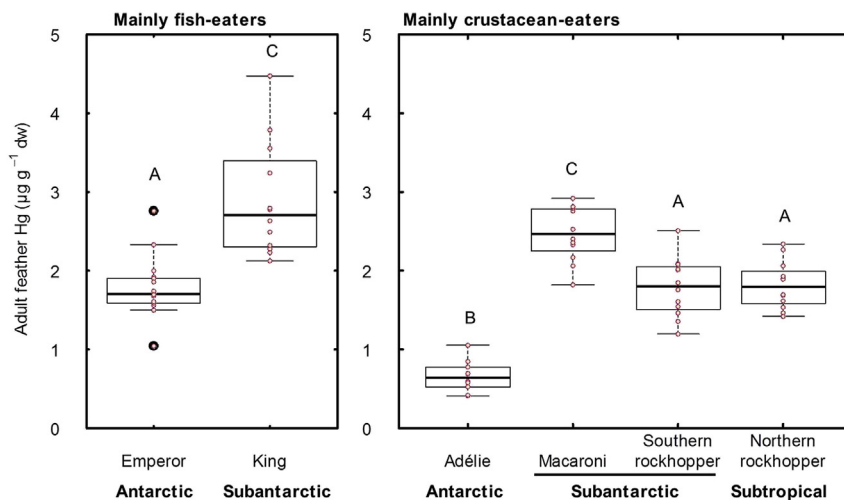 Mainly fish-eaters
Mainly crustacean-eaters
Adult feather Hg (µg g⁻¹ dw)
5
4
3
2
1
0
A
C
5
4
3
2
1
0
B
C
A
A
Emperor
King
Adélie
Macaroni
Southern
rockhopper
Northern
rockhopper
Antarctic
Subantarctic
Antarctic
Subantarctic
Subtropical